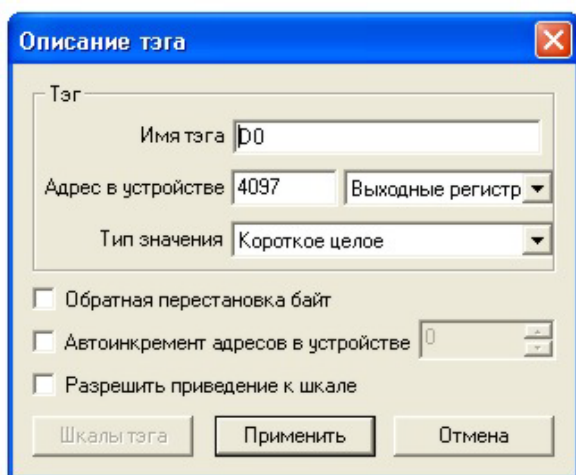 Описание тэга
Тэг
Имя тэга D0
Адрес в устройстве 4097 Выходные регистр
Тип значения Короткое целое
Обратная перестановка байт
Автоинкремент адресов в устройстве 0
Разрешить приведение к шкале
Шкалы тэга Применить Отмена